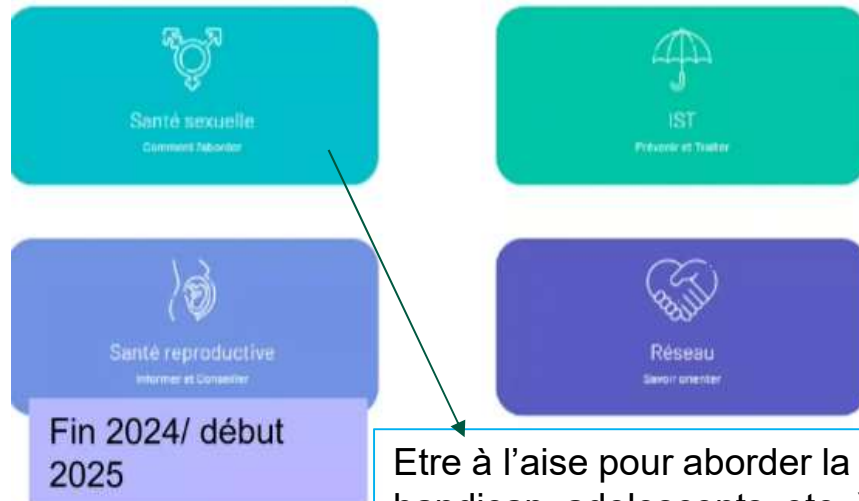 Santé sexuelle
Comment l'aborder
IST
Prévenir et Traiter
Santé reproductive
Informer et Conseiller
Réseau
Savoir orienter
Fin 2024/ début
2025
Etre à l’aise pour aborder la